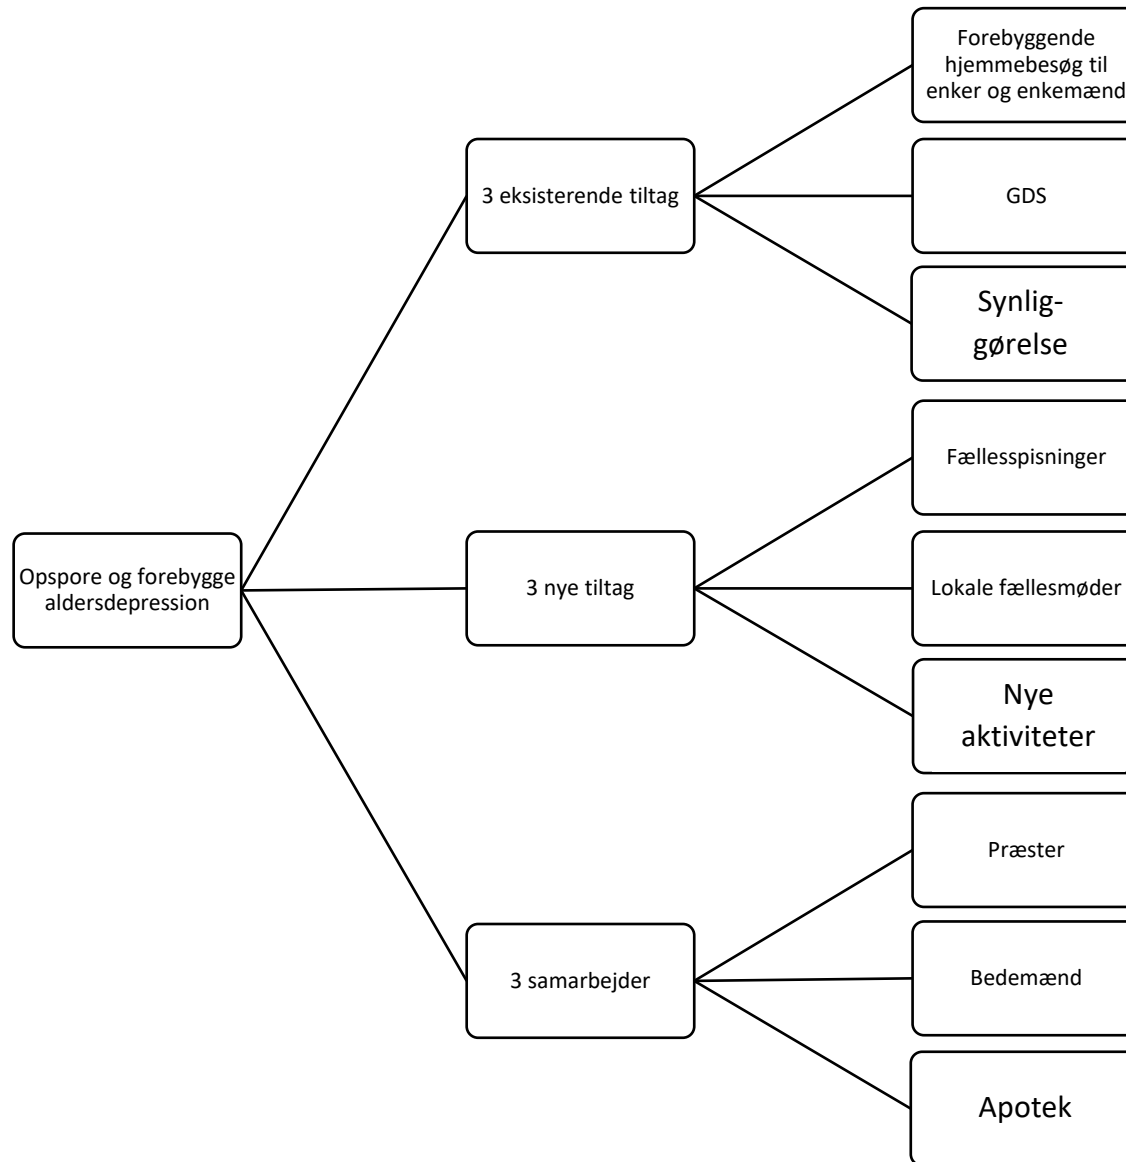 Forebyggende
hjemmebesøg til
enker og enkemænd
3 eksisterende tiltag
GDS
Synlig-
gørelse
Fællesspisninger
Opspore og forebygge
aldersdepression
3 nye tiltag
Lokale fællesmøder
Nye
aktiviteter
Præster
3 samarbejder
Bedemænd
Apotek